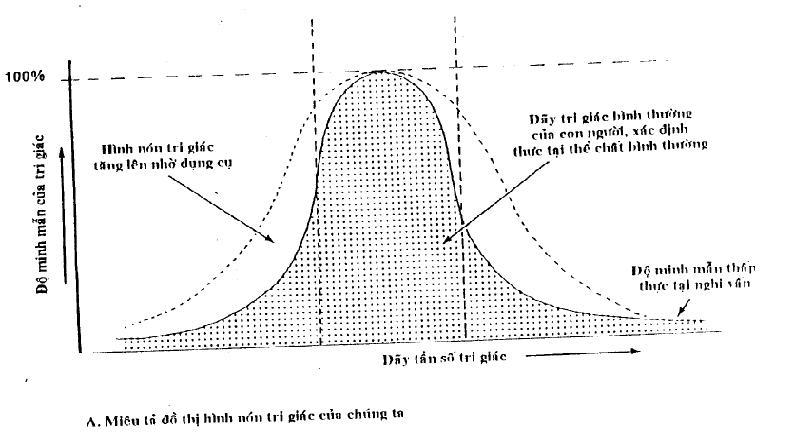 100%
Độ minh mẫn của tri giác
Hình nón tri giác
tăng lên nhờ dụng cụ
Dãy tri giác bình thường
của con người, xác định
thực tại thể chất bình thường
Độ minh mẫn thấp
thực tại nghi vấn
Dãy tần số tri giác
A. Miêu tả đồ thị hình nón tri giác của chúng ta